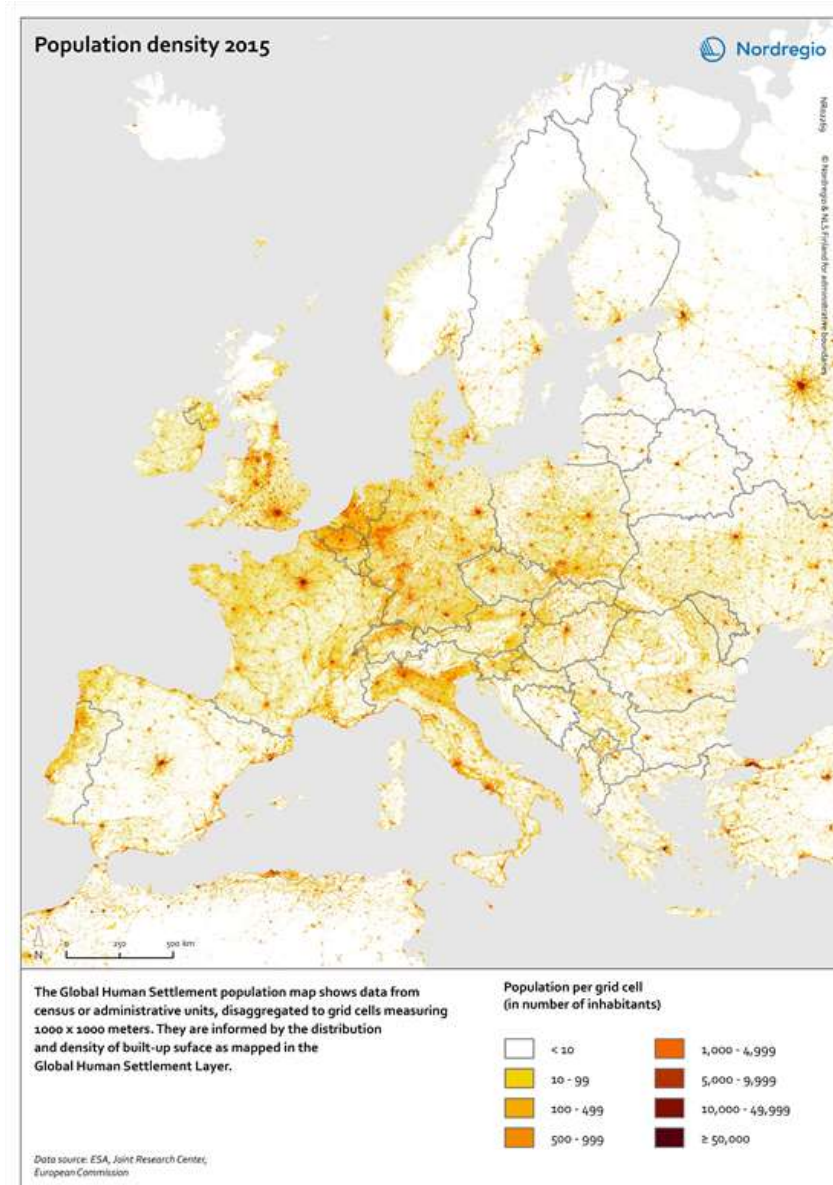 Population density 2015
Nordregio
NR02269 © Nordregio & NLS Finland for administrative boundaries
N
0 250 500 km
The Global Human Settlement population map shows data from
census or administrative units, disaggregated to grid cells measuring
1000 x 1000 meters. They are informed by the distribution
and density of built-up suface as mapped in the
Global Human Settlement Layer.
Data source: ESA, Joint Research Center,
European Commission
Population per grid cell
(in number of inhabitants)
< 10
10 - 99
100 - 499
500 - 999
1,000 - 4,999
5,000 - 9,999
10,000 - 49,999
≥ 50,000